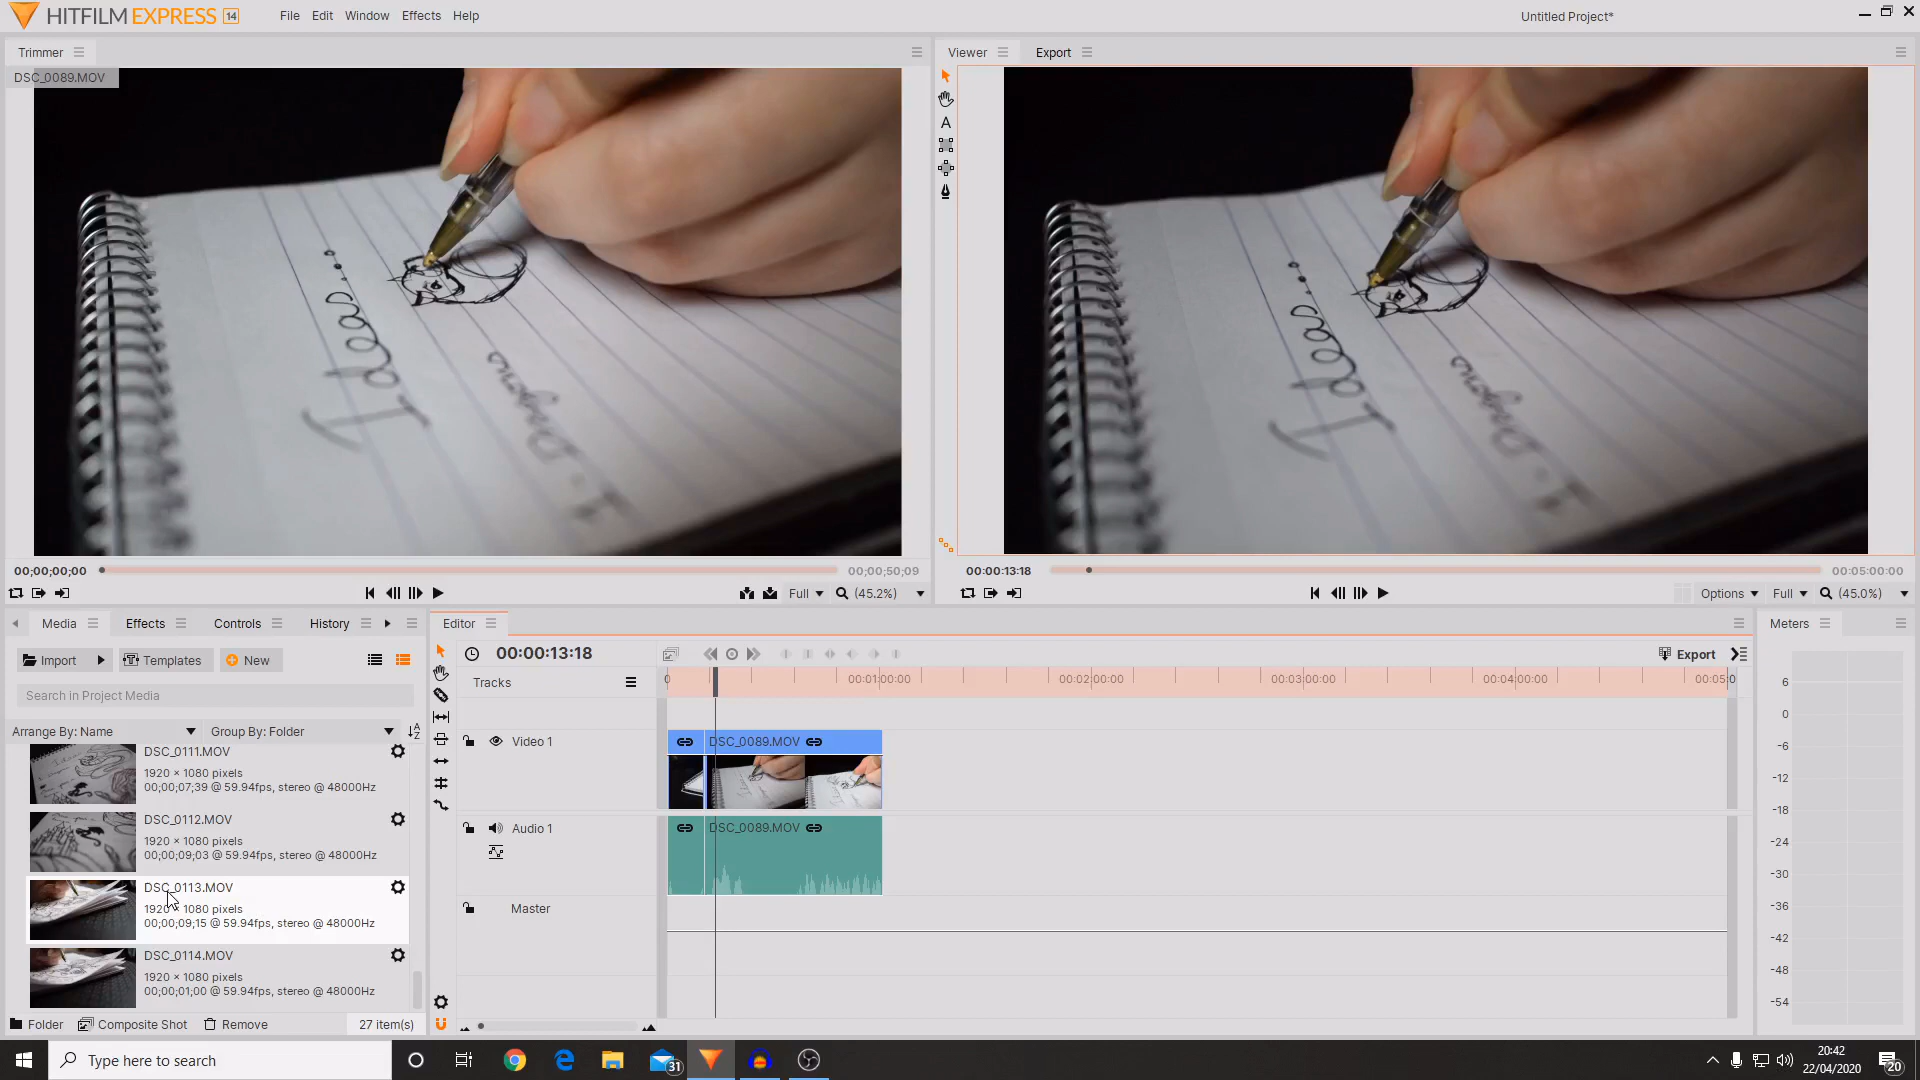 HITFILM EXPRESS 14
File Edit Window Effects Help
Untitled Project*
Trimmer
Viewer Export
DSC_0089.MOV
Idea
Dragon
00;00;00;00
00;00;50;09
00:00:13:18
00:05:00:00
Full (45.2%)
Options Full (45.0%)
Media Effects Controls History
Editor
Meters
Import Templates New
00:00:13:18
Export
Search in Project Media
Tracks
0 00:01:00:00 00:02:00:00 00:03:00:00 00:04:00:00 00:05:0
Arrange By: Name Group By: Folder
DSC_0111.MOV
1920 × 1080 pixels
00;00;07;39 @ 59.94fps, stereo @ 48000Hz
DSC_0112.MOV
1920 × 1080 pixels
00;00;09;03 @ 59.94fps, stereo @ 48000Hz
DSC_0113.MOV
1920 × 1080 pixels
00;00;09;15 @ 59.94fps, stereo @ 48000Hz
DSC_0114.MOV
1920 × 1080 pixels
00;00;01;00 @ 59.94fps, stereo @ 48000Hz
Video 1 DSC_0089.MOV
Audio 1 DSC_0089.MOV
Master
6
0
-6
-12
-18
-24
-30
-36
-42
-48
-54
Folder Composite Shot Remove 27 item(s)
Type here to search
31
20:42
22/04/2020
20